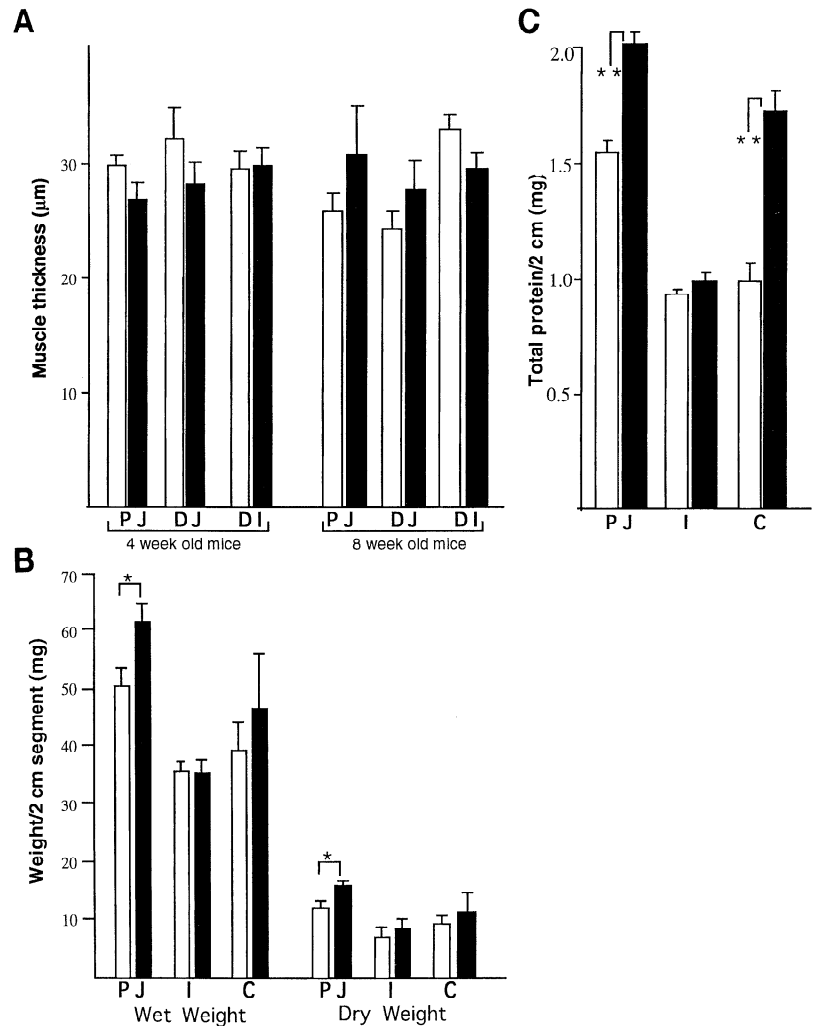 A
Muscle thickness (μm)
30
20
10
P J D J D I P J D J D I
4 week old mice 8 week old mice
C
Total protein/2 cm (mg)
2.0
1.5
1.0
0.5
**
**
P J I C
B
Weight/2 cm segment (mg)
70
60
50
40
30
20
10
*
*
P J I C P J I C
Wet Weight Dry Weight